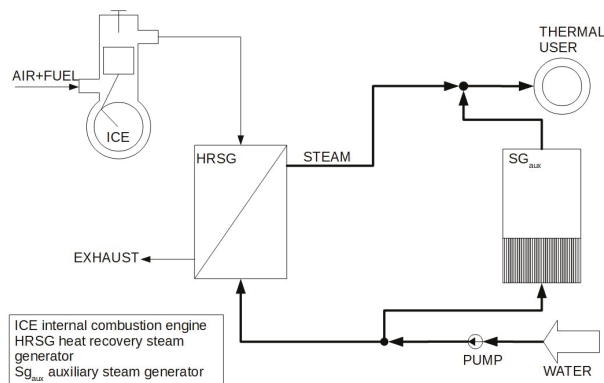 THERMAL
USER
AIR+FUEL
ICE
HRSG
STEAM
SGaux
EXHAUST
ICE internal combustion engine
HRSG heat recovery steam
generator
Sgaux auxiliary steam generator
PUMP
WATER